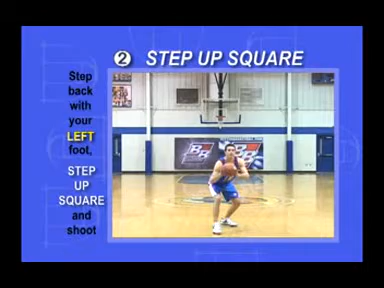 2 STEP UP SQUARE
Step
back
with
your
LEFT
foot,
STEP
UP
SQUARE
and
shoot